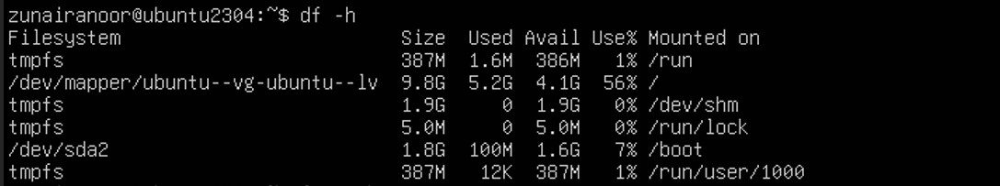 zunairanoor@ubuntu2304:~$ df -h
Filesystem                         Size  Used Avail Use% Mounted on
tmpfs                              387M  1.6M  386M   1% /run
/dev/mapper/ubuntu--vg-ubuntu--lv  9.8G  5.2G  4.1G  56% /
tmpfs                              1.9G     0  1.9G   0% /dev/shm
tmpfs                              5.0M     0  5.0M   0% /run/lock
/dev/sda2                          1.8G  100M  1.6G   7% /boot
tmpfs                              387M   12K  387M   1% /run/user/1000